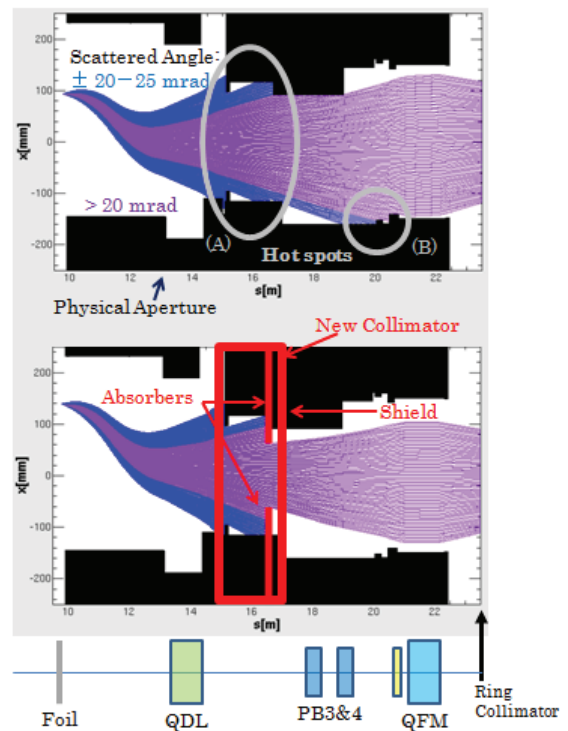 200
100
0
-100
-200
x[mm]
Scattered Angle:
± 20−25 mrad
> 20 mrad
(A)
(B)
Hot spots
10
12
14
16
18
20
22
s[m]
Physical Aperture
New Collimator
200
100
0
-100
-200
x[mm]
Absorbers
Shield
10
12
14
16
18
20
22
s[m]
Foil
QDL
PB3&4
QFM
Ring
Collimator